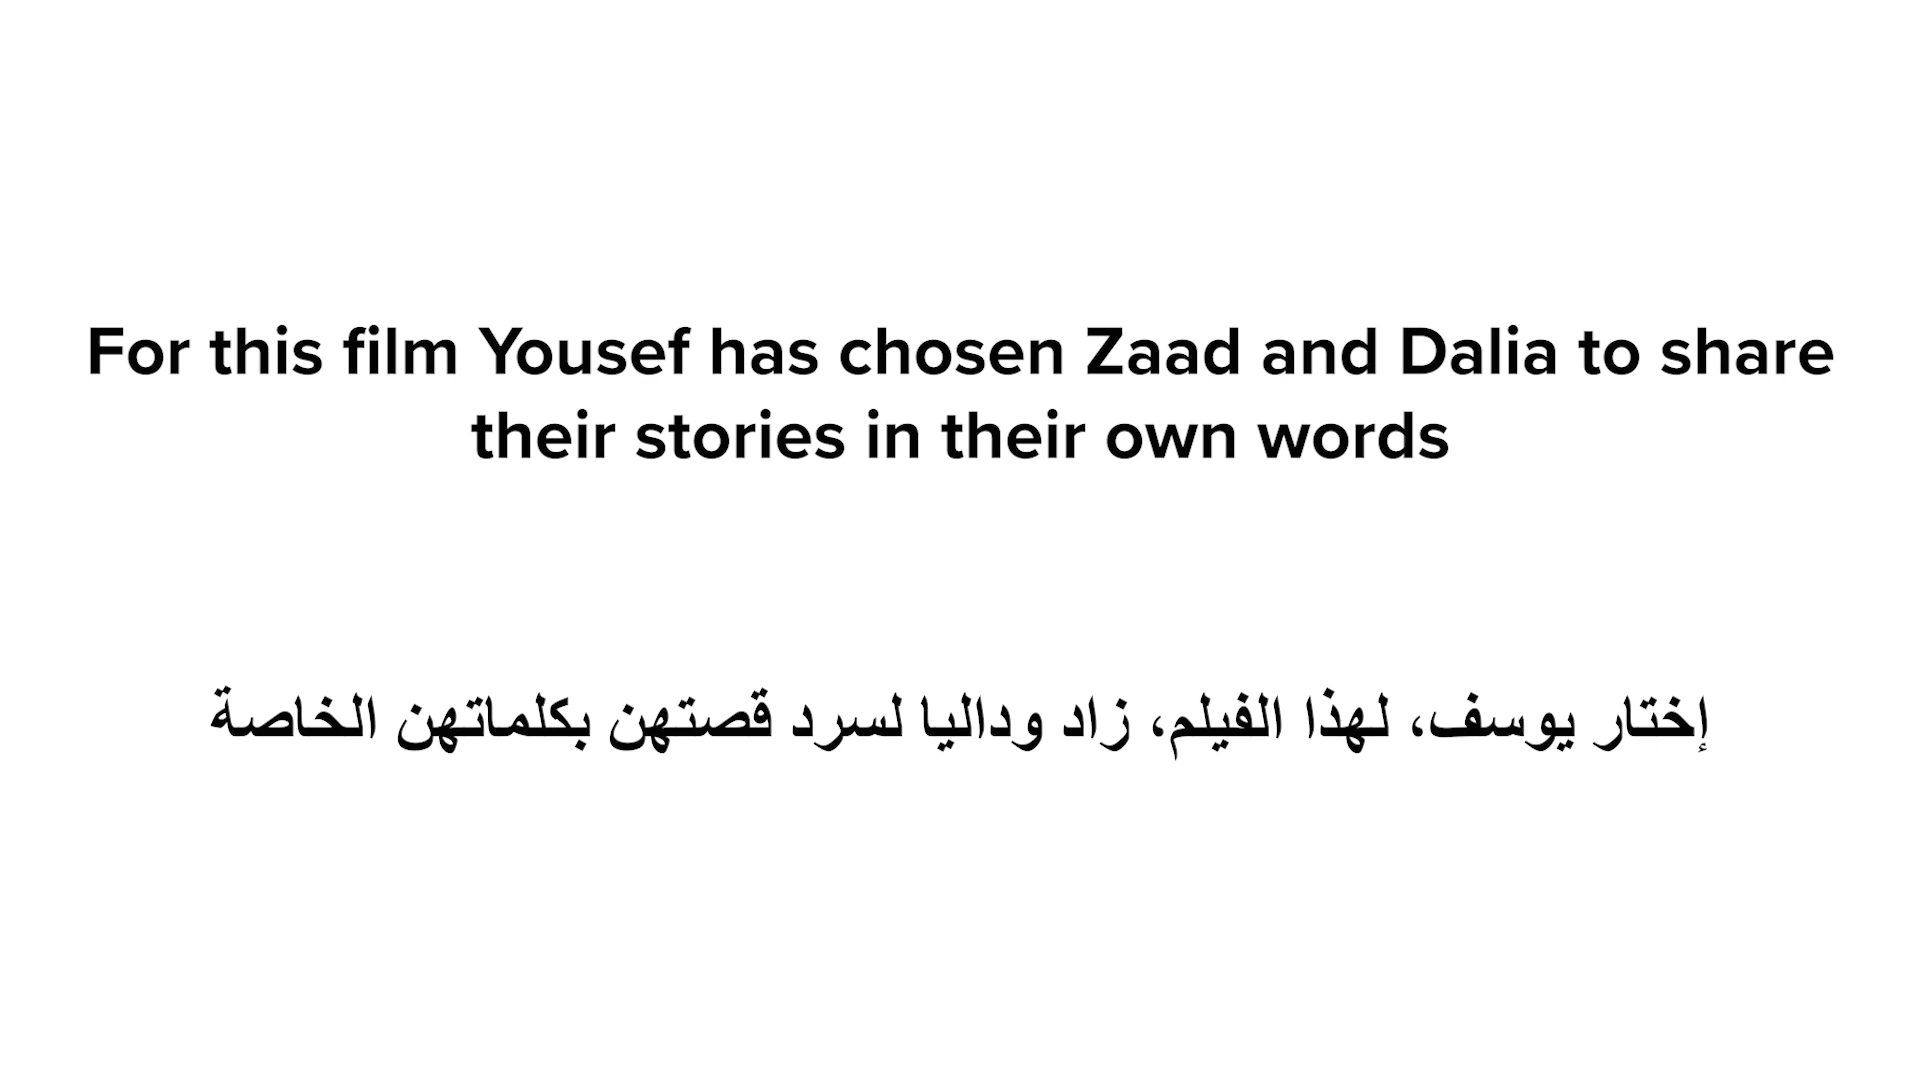 For this film Yousef has chosen Zaad and Dalia to share
their stories in their own words
إختار يوسف، لهذا الفيلم، زاد وداليا لسرد قصتهن بكلماتهن الخاصة